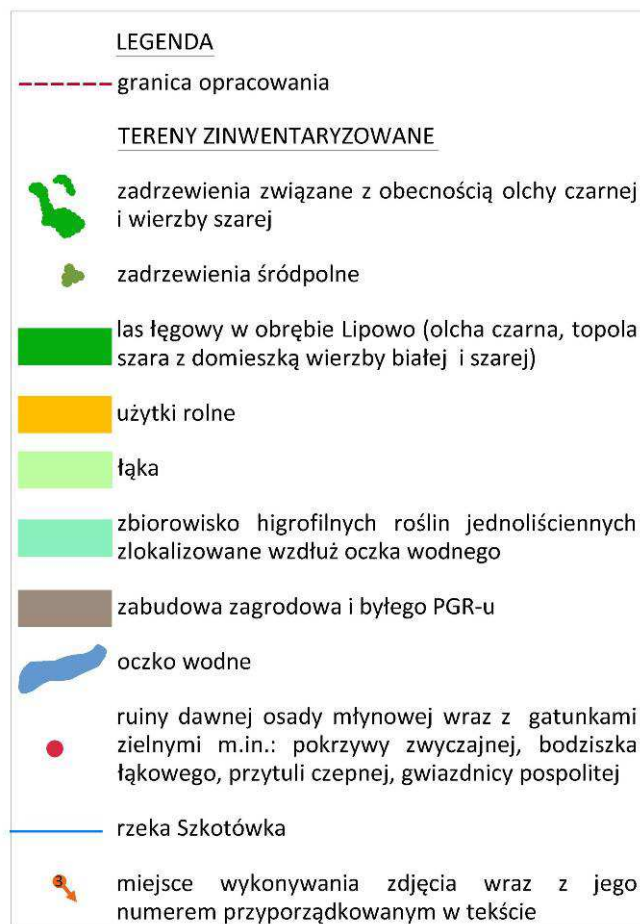 LEGENDA
granica opracowania
TERENY ZINWENTARYZOWANE
zadrzewienia związane z obecnością olchy czarnej
i wierzby szarej
zadrzewienia śródpolne
las łęgowy w obrębie Lipowo (olcha czarna, topola
szara z domieszką wierzby białej i szarej)
użytki rolne
łąka
zbiorowisko higrofilnych roślin jednoliściennych
zlokalizowane wzdłuż oczka wodnego
zabudowa zagrodowa i byłego PGR-u
oczko wodne
ruiny dawnej osady młynowej wraz z gatunkami
zielnymi m.in.: pokrzywy zwyczajnej, bodziszka
łąkowego, przytuli czepnej, gwiazdnicy pospolitej
rzeka Szkotówka
3
miejsce wykonywania zdjęcia wraz z jego
numerem przyporządkowanym w tekście